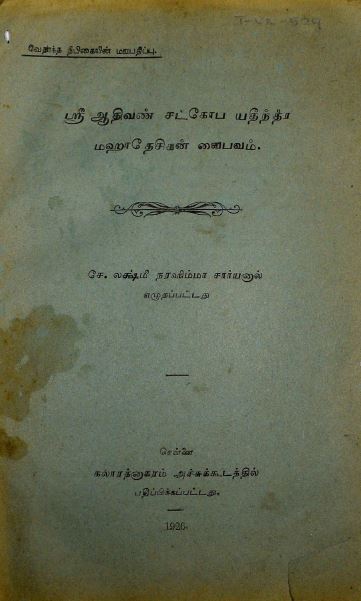 வேதாந்த தீபிகையின் மறுபதிப்பு.
ஸ்ரீ ஆதிவண் சட்கோப யதீந்த்ர
மஹாதேசிகன் வைபவம்.
சே. லக்ஷ்மீ நரஸிம்மா சார்யனால்
எழுதப்பட்டது
சென்னை
கலாரத்னாகரம் அச்சுக்கூடத்தில்
பதிப்பிக்கப்பட்டது.
1926.